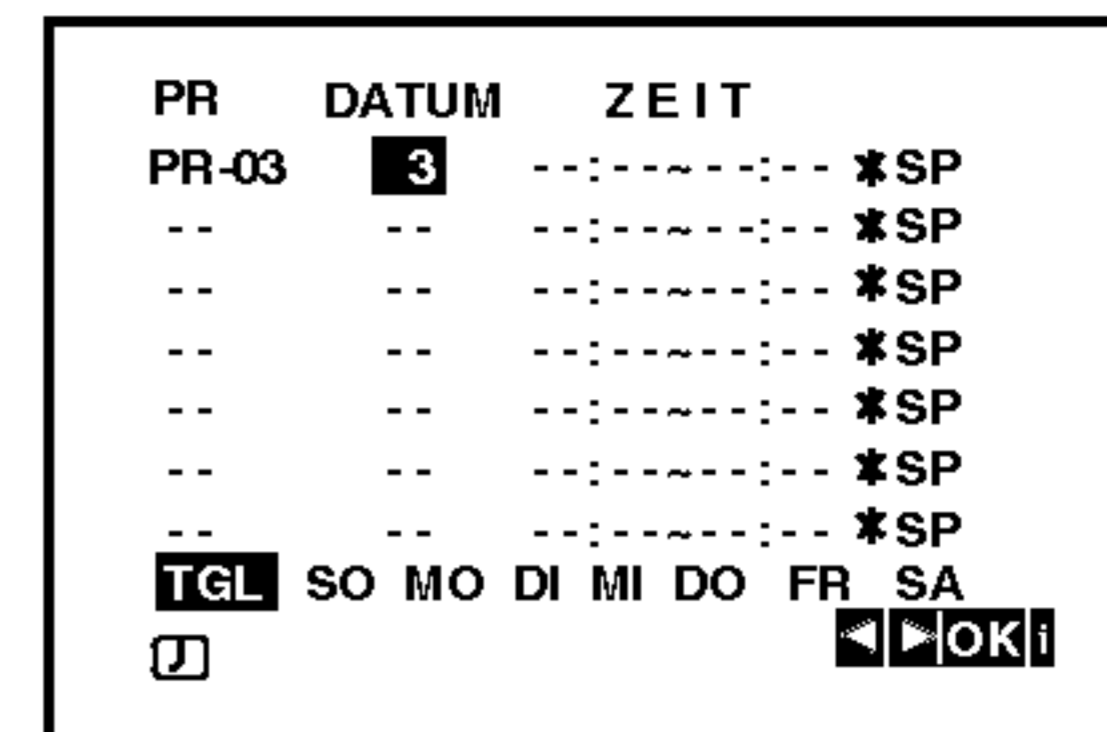 PR DATUM ZEIT
PR-03 3 --:--~--:-- *SP
-- -- --:--~--:-- *SP
-- -- --:--~--:-- *SP
-- -- --:--~--:-- *SP
-- -- --:--~--:-- *SP
-- -- --:--~--:-- *SP
-- -- --:--~--:-- *SP
TGL SO MO DI MI DO FR SA
◀ ▶ OK i